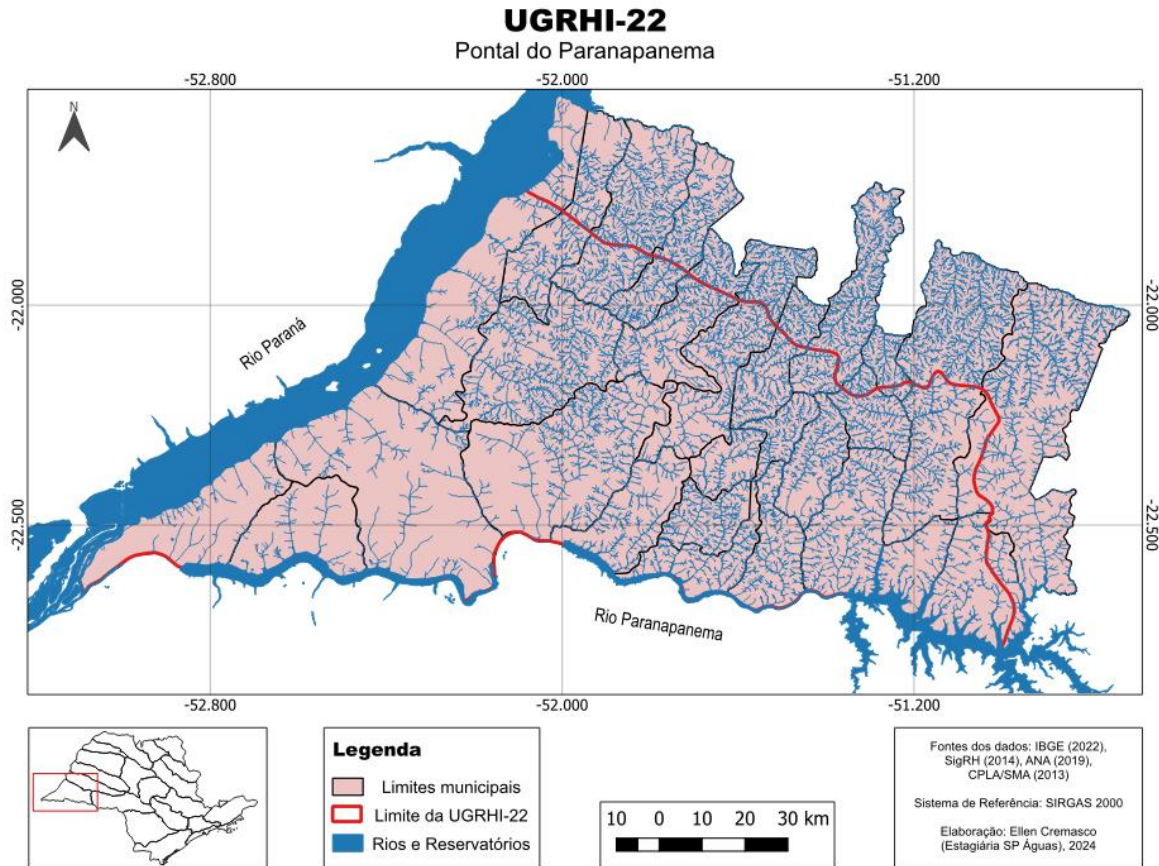 UGRHI-22
Pontal do Paranapanema
-52.800
-52.000
-51.200
N
22.000
-22.000
Rio Paraná
-22.500
-22.500
Rio Paranapanema
-52.800
-52.000
-51.200
Legenda
Limites municipais
Limite da UGRHI-22
Rios e Reservatórios
10 0 10 20 30 km
Fontes dos dados: IBGE (2022),
SigRH (2014), ANA (2019),
CPLA/SMA (2013)
Sistema de Referência: SIRGAS 2000
Elaboração: Ellen Cremasco
(Estagiária SP Águas), 2024